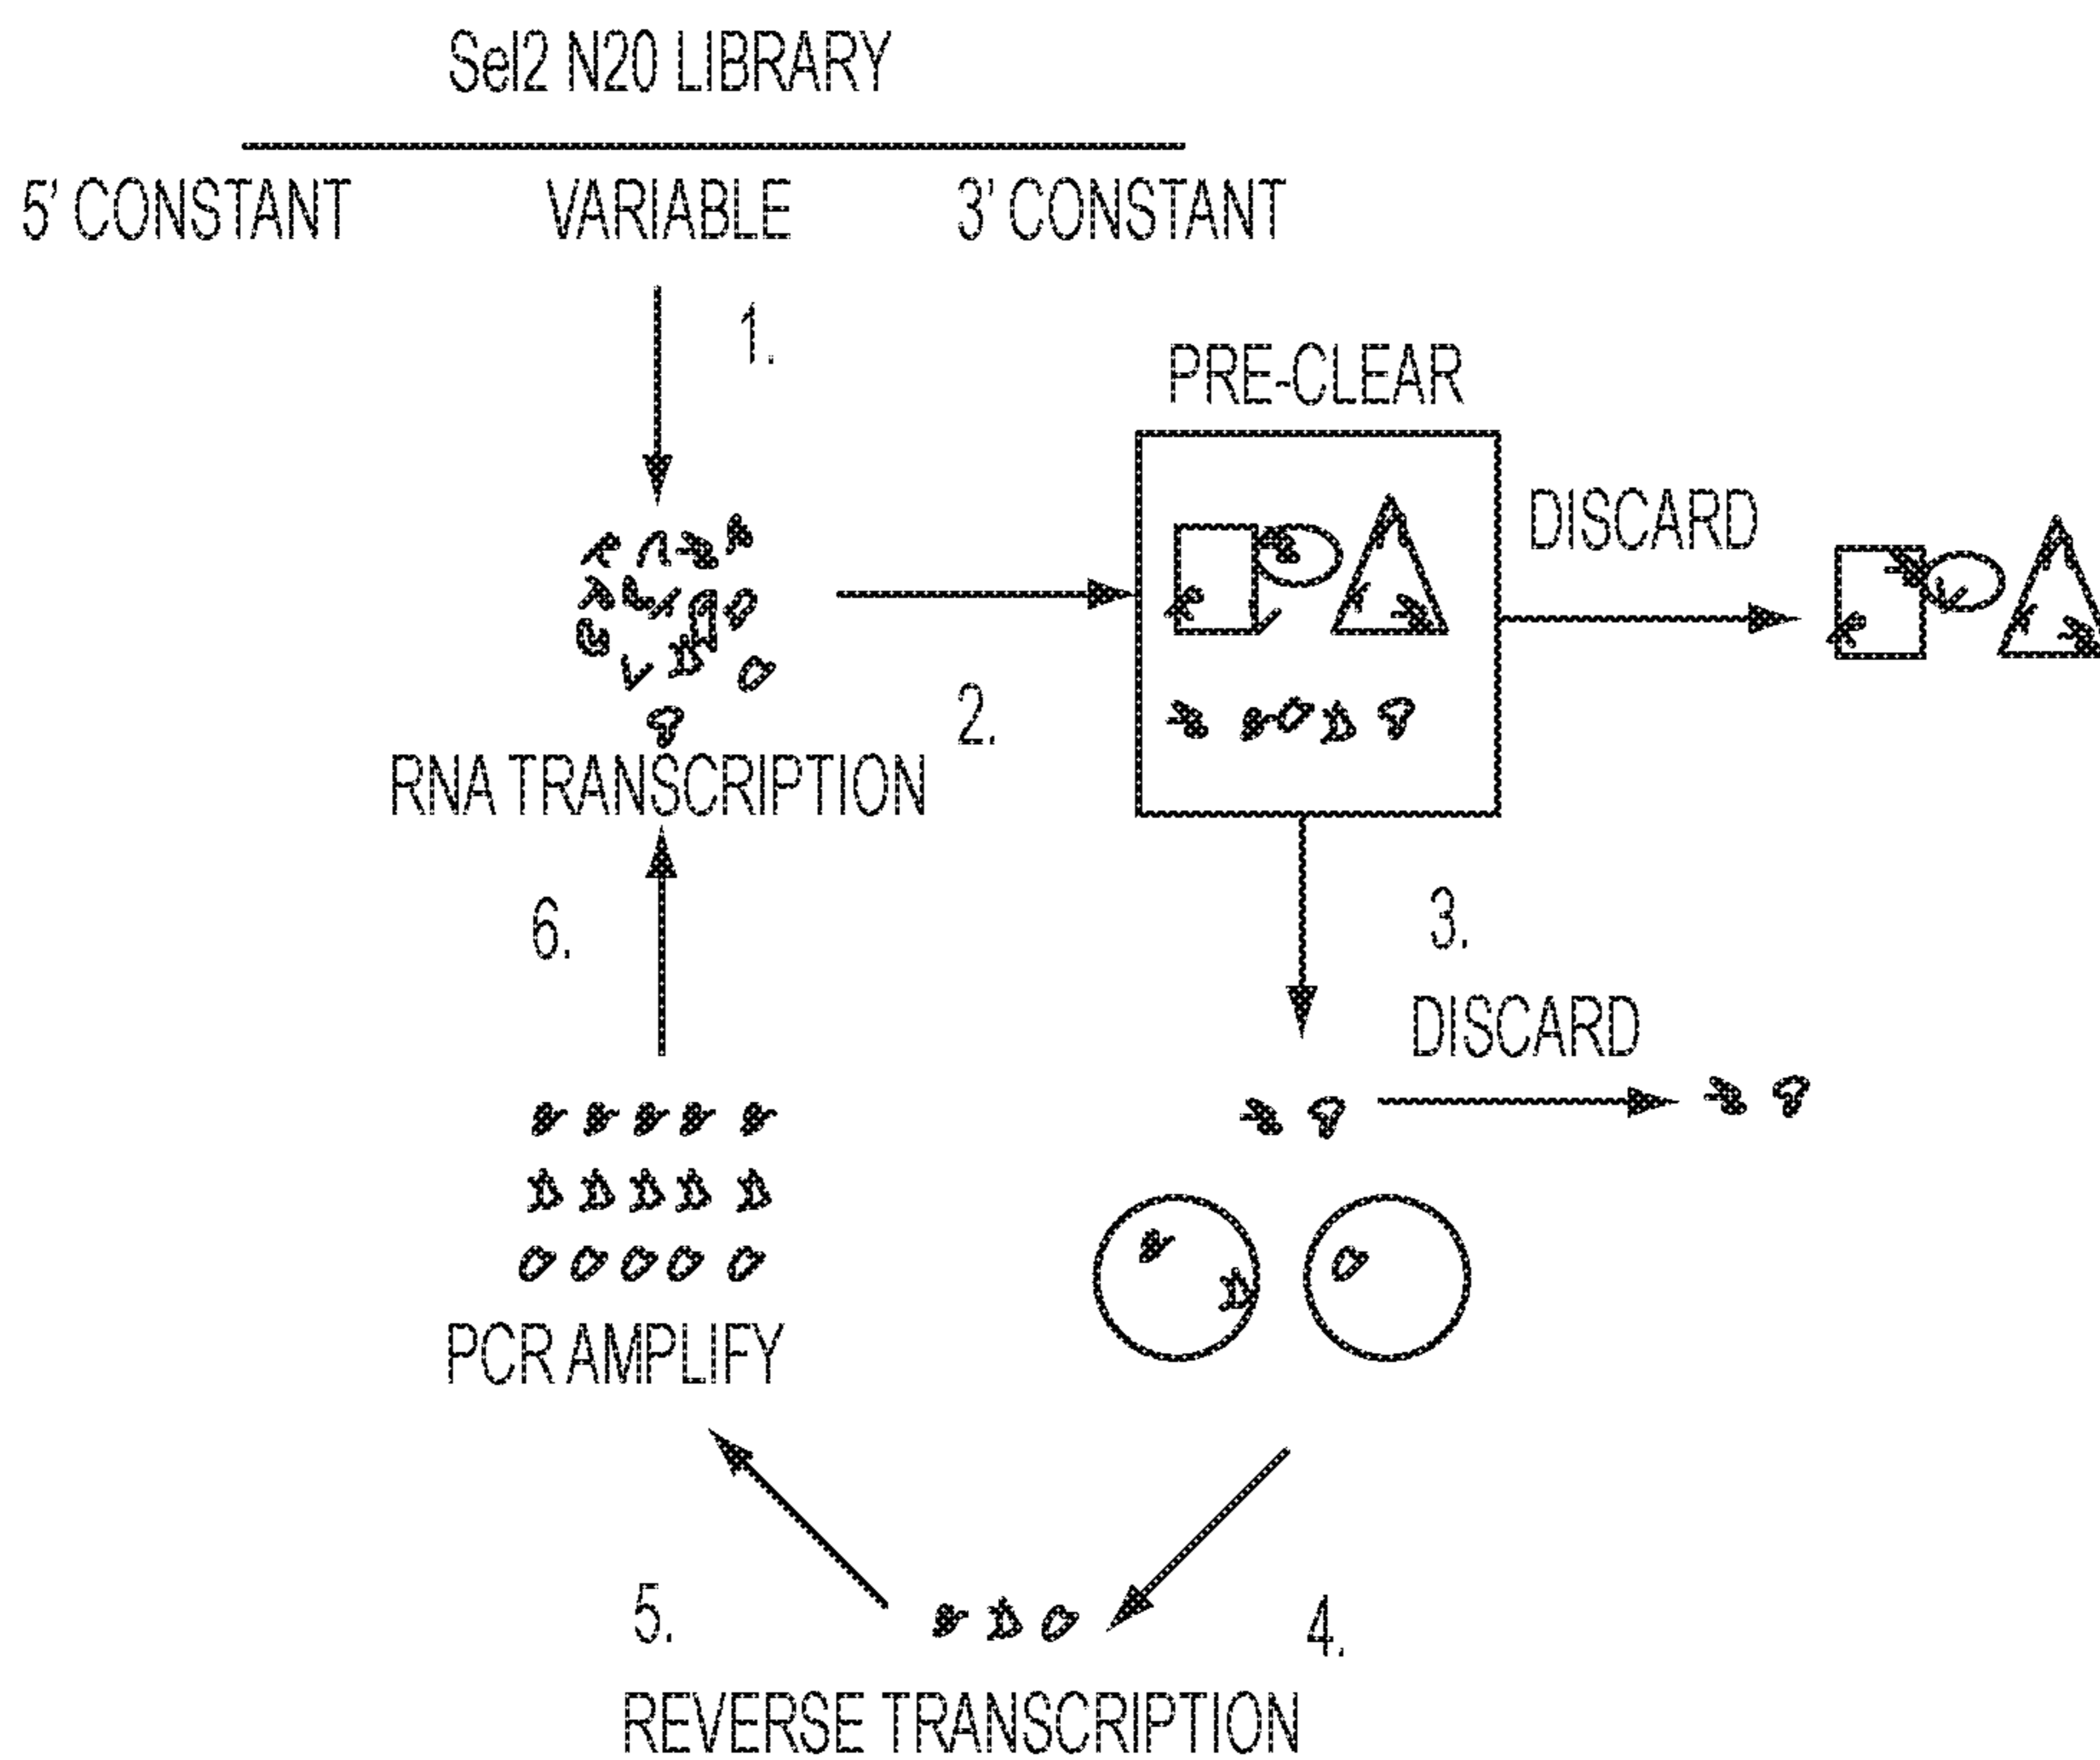 Sel2 N20 LIBRARY
5' CONSTANT VARIABLE 3' CONSTANT
1.
PRE-CLEAR
DISCARD
2.
RNA TRANSCRIPTION
6.
3.
DISCARD
PCR AMPLIFY
5.
4.
REVERSE TRANSCRIPTION